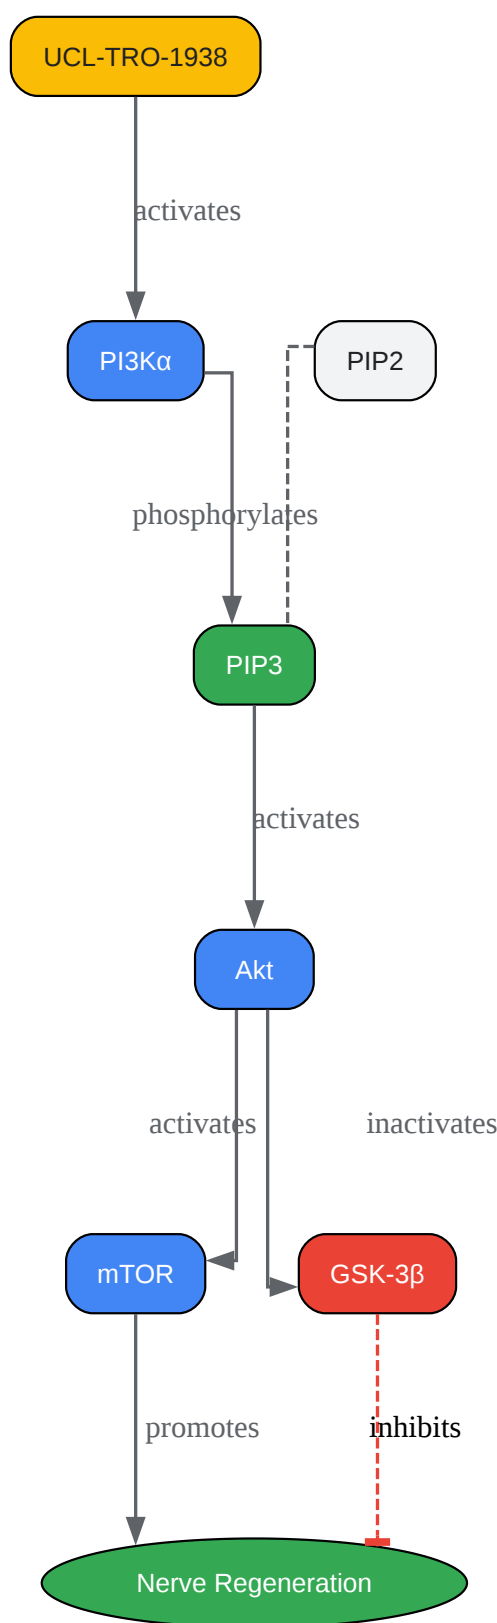 UCL-TRO-1938
activates
PI3Kα
PIP2
phosphorylates
PIP3
activates
Akt
activates
inactivates
mTOR
GSK-3β
promotes
inhibits
Nerve Regeneration